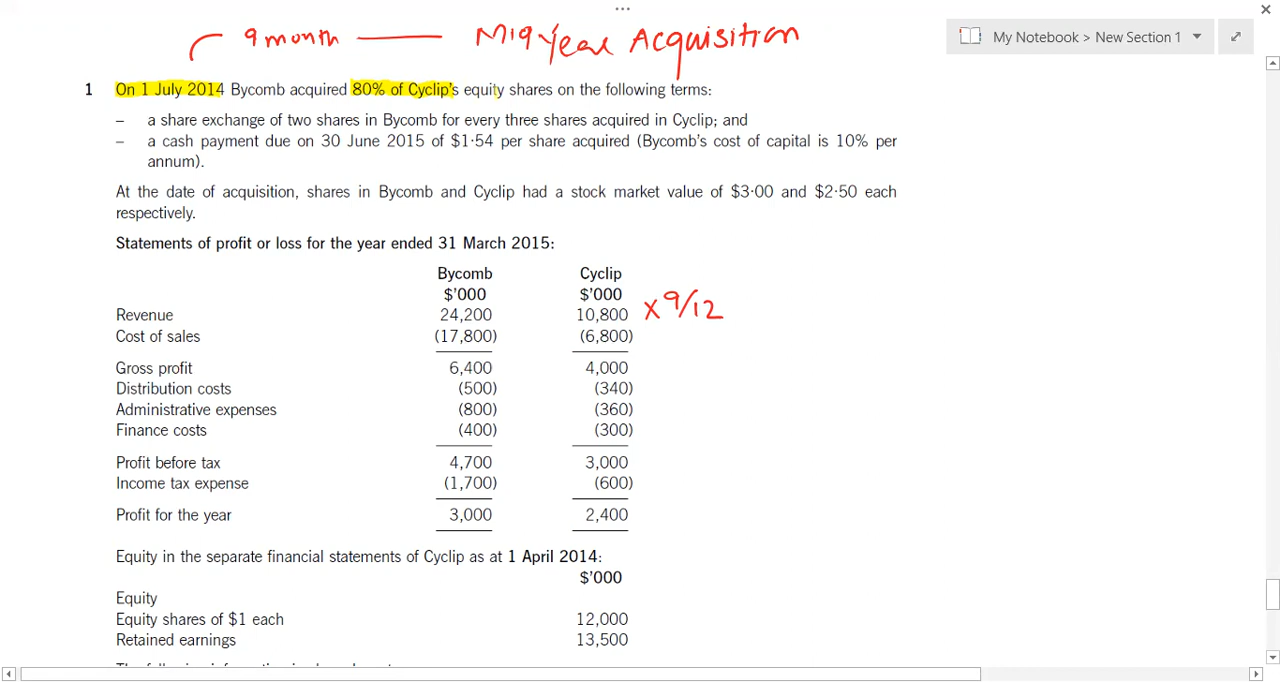 9 month — Mid Year Acquisition
My Notebook > New Section 1
1 On 1 July 2014 Bycomb acquired 80% of Cyclip's equity shares on the following terms:
– a share exchange of two shares in Bycomb for every three shares acquired in Cyclip; and
– a cash payment due on 30 June 2015 of $1·54 per share acquired (Bycomb's cost of capital is 10% per
annum).
At the date of acquisition, shares in Bycomb and Cyclip had a stock market value of $3·00 and $2·50 each
respectively.
Statements of profit or loss for the year ended 31 March 2015:
Bycomb Cyclip
$'000 $'000
Revenue 24,200 10,800 x 9/12
Cost of sales (17,800) (6,800)
Gross profit 6,400 4,000
Distribution costs (500) (340)
Administrative expenses (800) (360)
Finance costs (400) (300)
Profit before tax 4,700 3,000
Income tax expense (1,700) (600)
Profit for the year 3,000 2,400
Equity in the separate financial statements of Cyclip as at 1 April 2014:
$'000
Equity
Equity shares of $1 each 12,000
Retained earnings 13,500